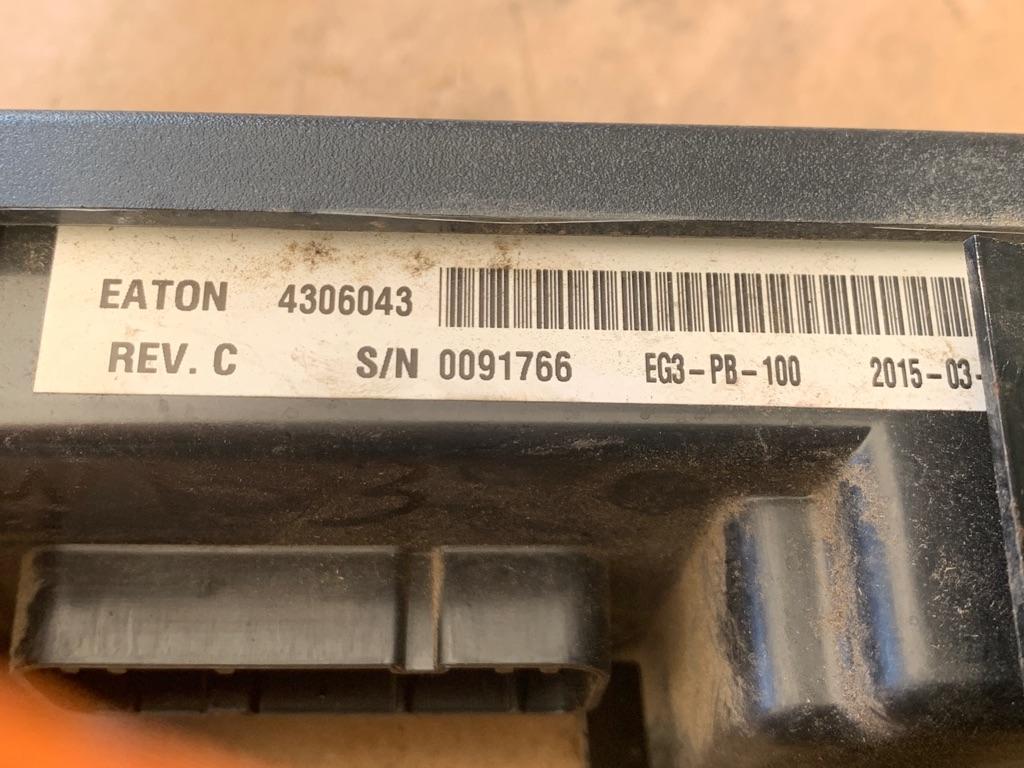 EATON 4306043
REV. C S/N 0091766 EG3-PB-100 2015-03-